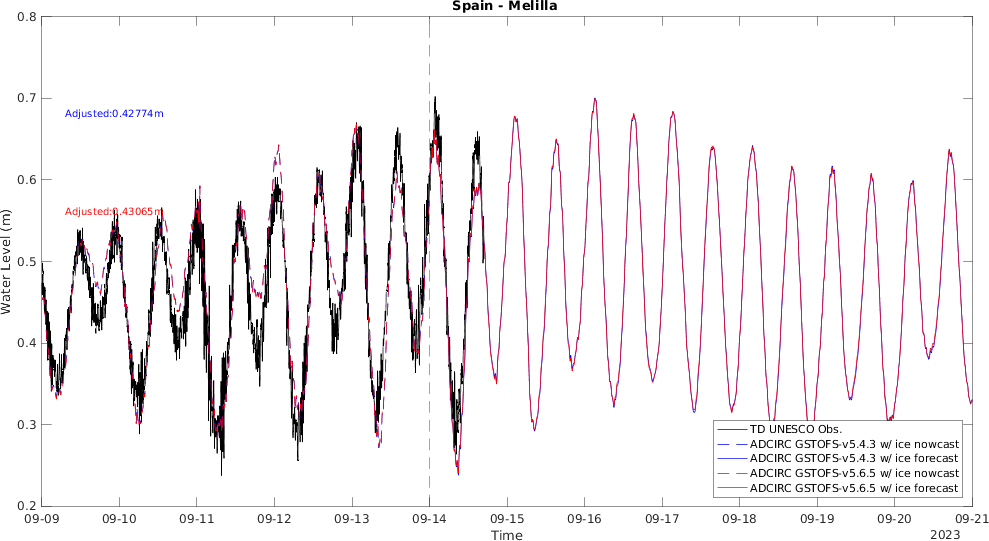 Spain - Melilla
0.8
0.7
0.6
0.5
0.4
0.3
0.2
Water Level (m)
Adjusted:0.42774m
Adjusted:0.43065m
TD UNESCO Obs.
ADCIRC GSTOFS-v5.4.3 w/ ice nowcast
ADCIRC GSTOFS-v5.4.3 w/ ice forecast
ADCIRC GSTOFS-v5.6.5 w/ ice nowcast
ADCIRC GSTOFS-v5.6.5 w/ ice forecast
09-09 09-10 09-11 09-12 09-13 09-14 09-15 09-16 09-17 09-18 09-19 09-20 09-21
Time
2023